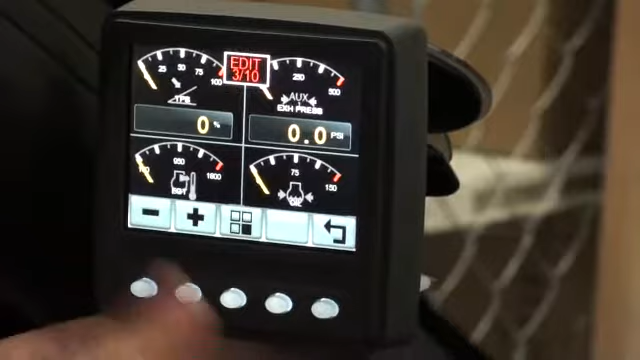 EDIT
3/10
25 50 75 100
TPS
0 %
250 500
AUX
EXH PRESS
0.0 PSI
950 1600
EGT
75 150
OIL